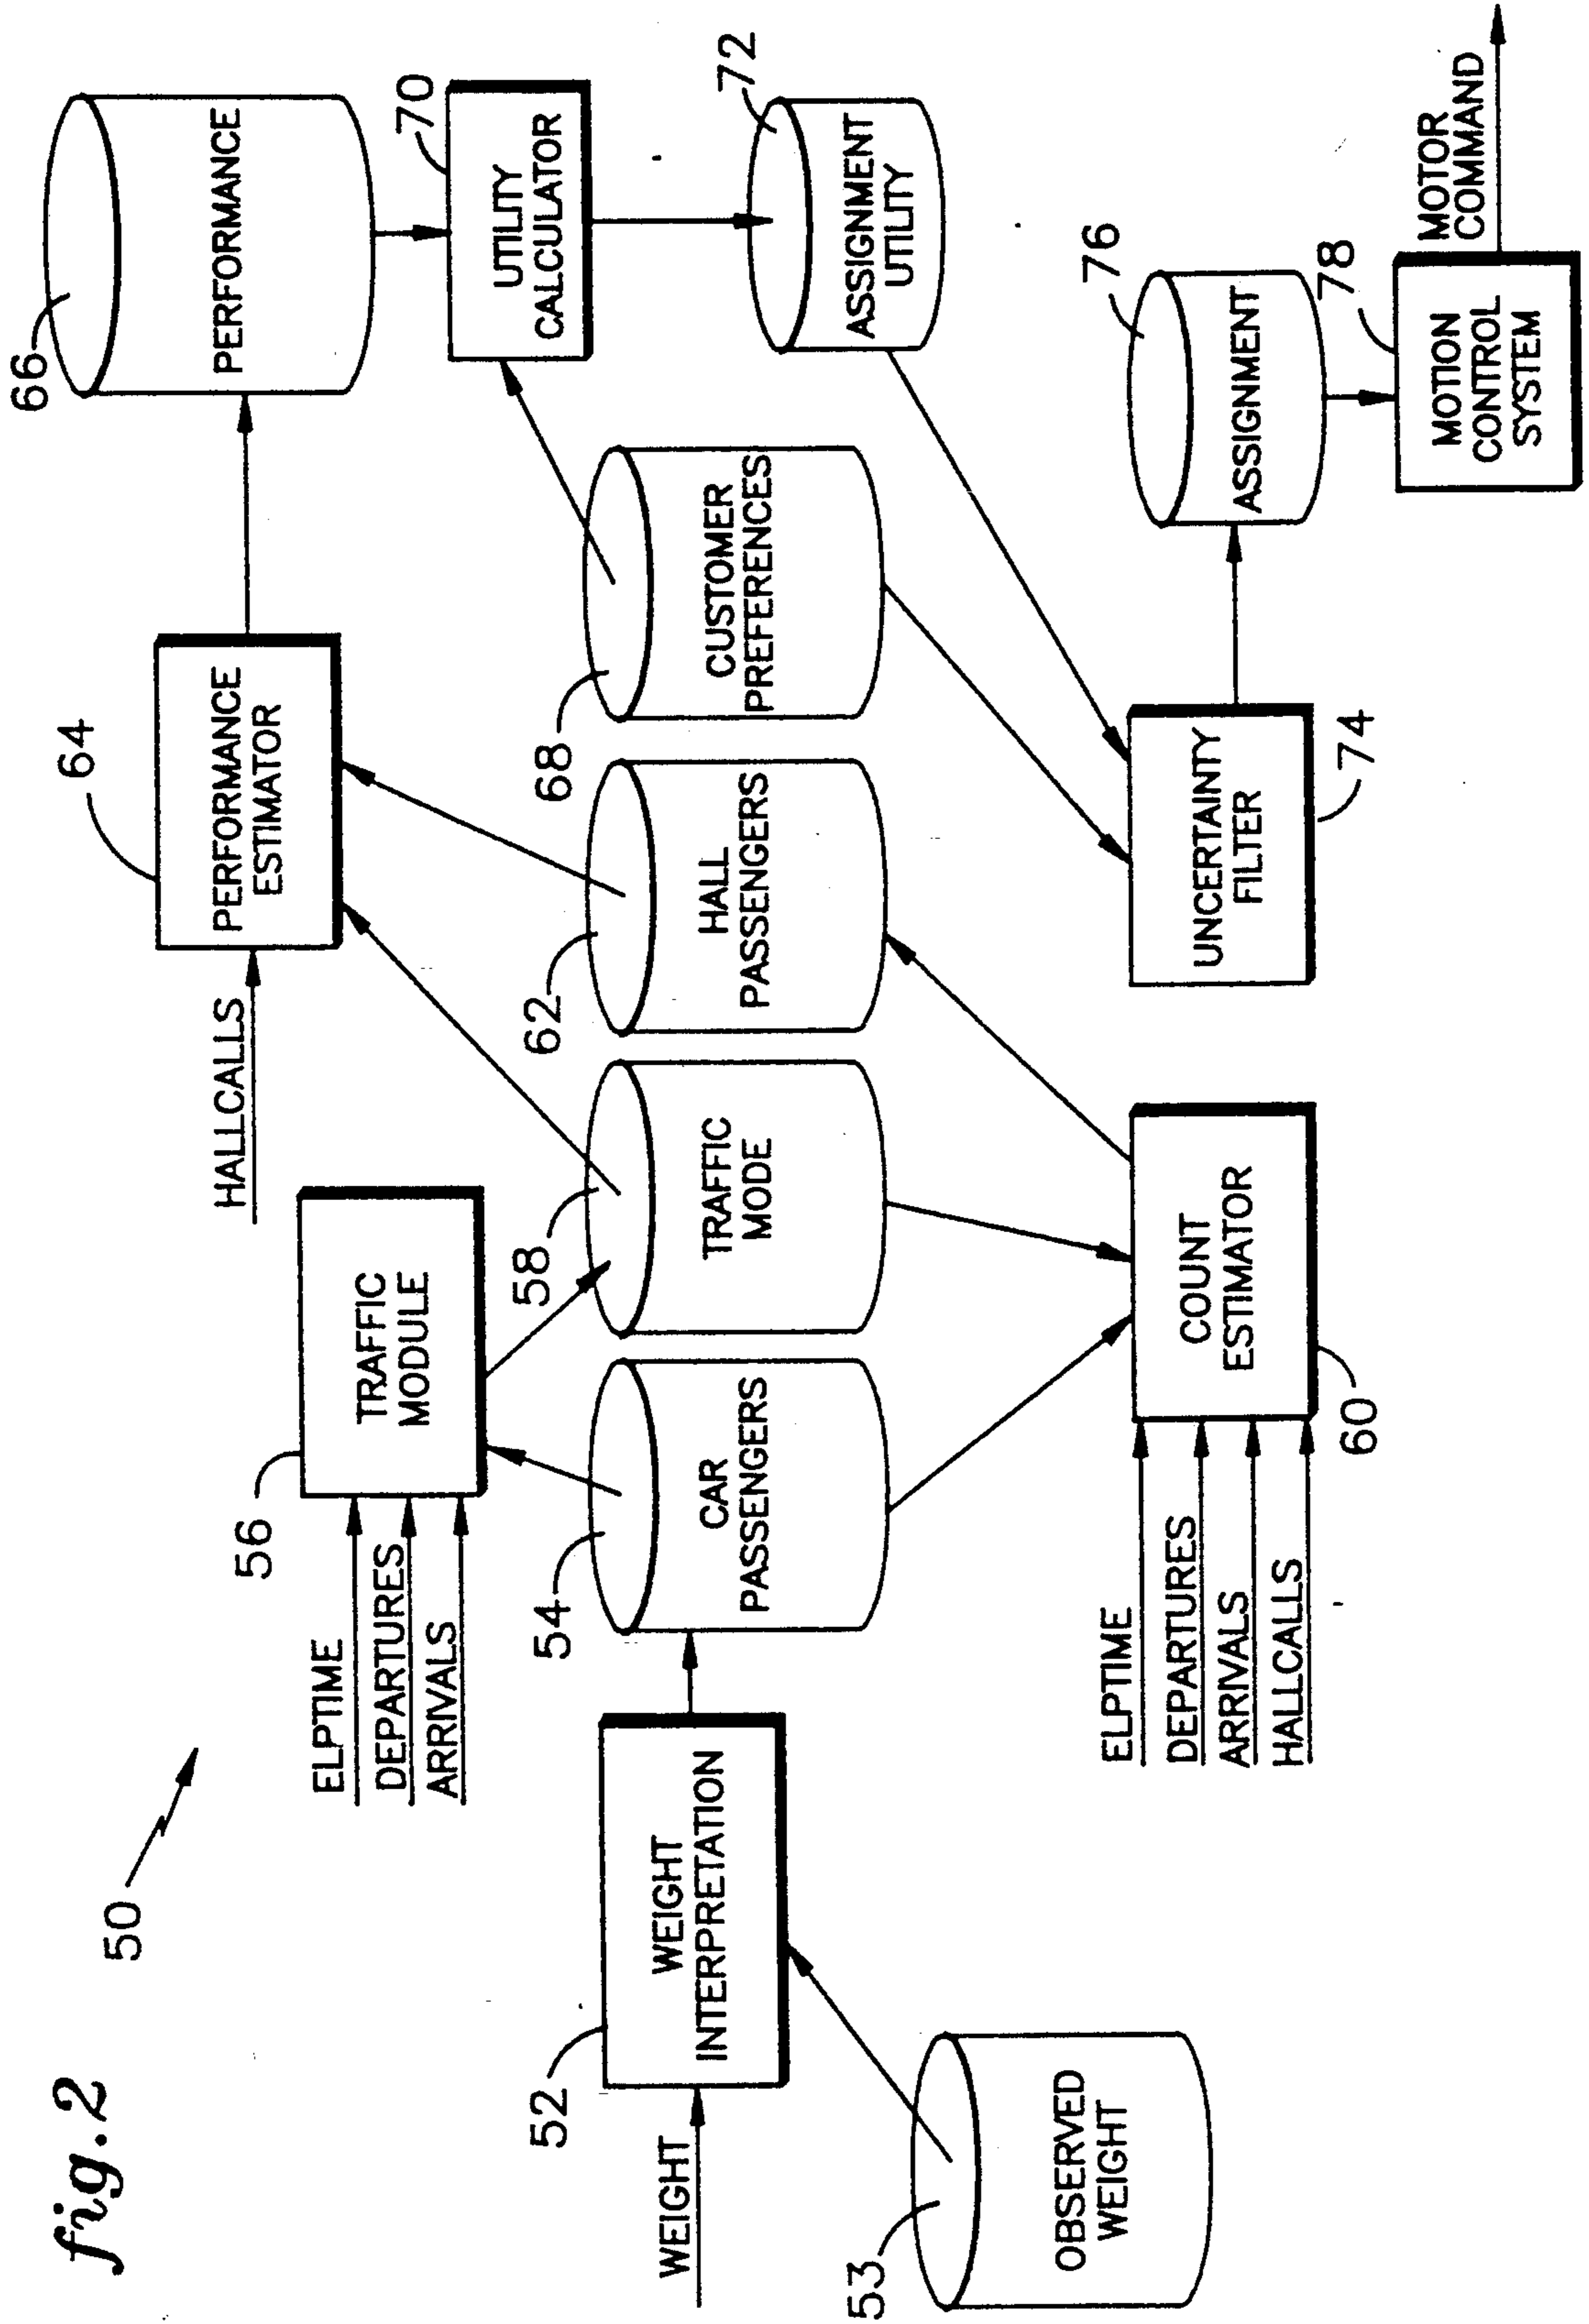 fig.2
50
66
PERFORMANCE
64
PERFORMANCE
ESTIMATOR
HALLCALLS
70
UTILITY
CALCULATOR
56
TRAFFIC
MODULE
ELPTIME
DEPARTURES
ARRIVALS
72
ASSIGNMENT
UTILITY
68
CUSTOMER
PREFERENCES
62
HALL
PASSENGERS
58
TRAFFIC
MODE
54
CAR
PASSENGERS
52
WEIGHT
INTERPRETATION
WEIGHT
53
OBSERVED
WEIGHT
60
COUNT
ESTIMATOR
ELPTIME
DEPARTURES
ARRIVALS
HALLCALLS
74
UNCERTAINTY
FILTER
76
ASSIGNMENT
78
MOTION
CONTROL
SYSTEM
MOTOR
COMMAND